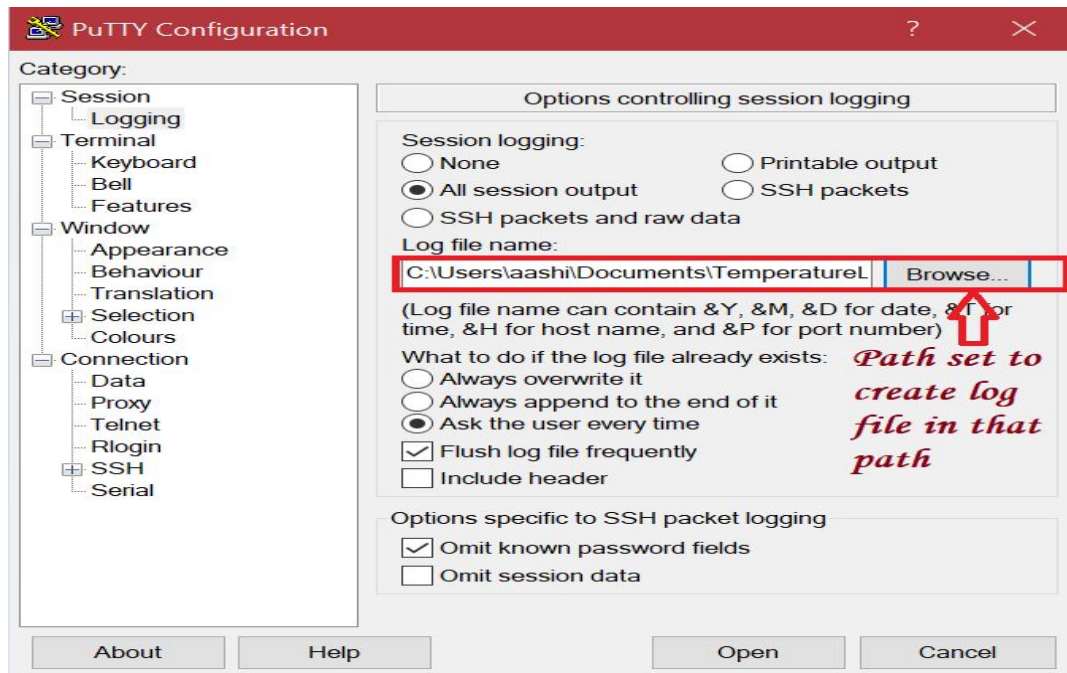 PuTTY Configuration
?
Category:
Session
Logging
Terminal
Keyboard
Bell
Features
Window
Appearance
Behaviour
Translation
Selection
Colours
Connection
Data
Proxy
Telnet
Rlogin
SSH
Serial
Options controlling session logging
Session logging:
None
Printable output
All session output
SSH packets
SSH packets and raw data
Log file name:
C:\Users\aashi\Documents\TemperatureL
Browse...
(Log file name can contain &Y, &M, &D for date, &T for
time, &H for host name, and &P for port number)
What to do if the log file already exists:
Always overwrite it
Always append to the end of it
Ask the user every time
Flush log file frequently
Include header
Path set to
create log
file in that
path
Options specific to SSH packet logging
Omit known password fields
Omit session data
About
Help
Open
Cancel